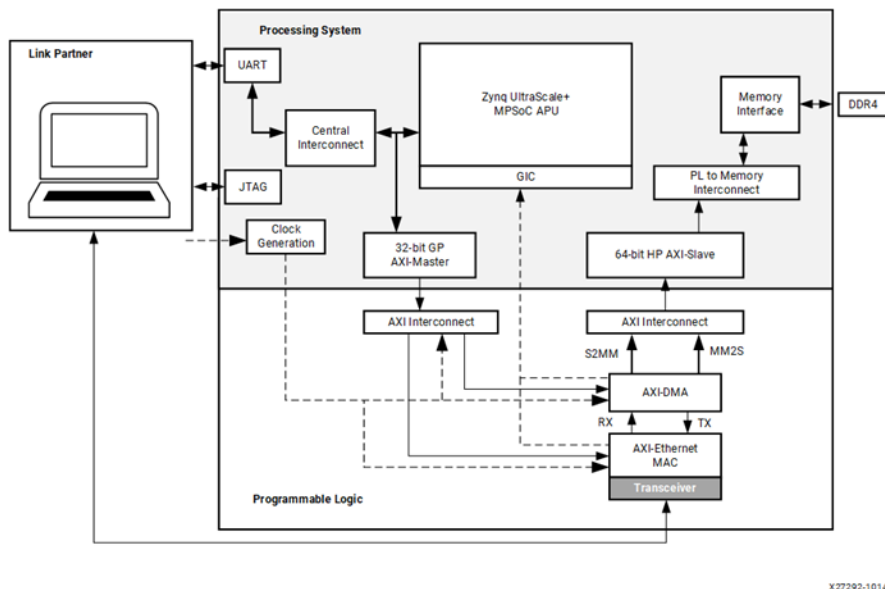 Processing System
Link Partner
UART
Zynq UltraScale+
MPSoC APU
Memory
Interface
DDR4
Central
Interconnect
GIC
PL to Memory
Interconnect
JTAG
Clock
Generation
32-bit GP
AXI-Master
64-bit HP AXI-Slave
AXI Interconnect
AXI Interconnect
S2MM
MM2S
AXI-DMA
RX
TX
AXI-Ethernet
MAC
Transceiver
Programmable Logic